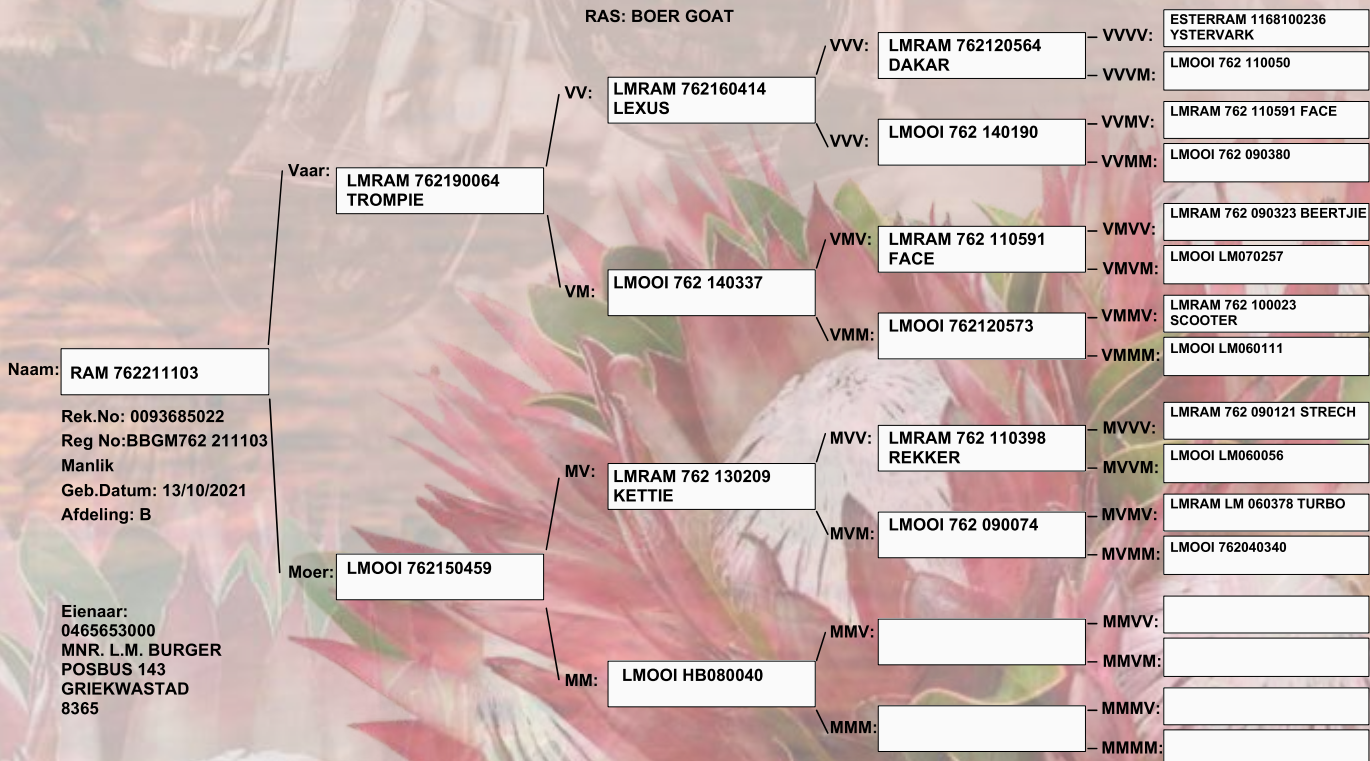 RAS: BOER GOAT
Naam:
RAM 762211103
Rek.No: 0093685022
Reg No:BBGM762 211103
Manlik
Geb.Datum: 13/10/2021
Afdeling: B
Eienaar:
0465653000
MNR. L.M. BURGER
POSBUS 143
GRIEKWASTAD
8365
Vaar:
LMRAM 762190064
TROMPIE
Moer:
LMOOI 762150459
VV:
LMRAM 762160414
LEXUS
VM:
LMOOI 762 140337
MV:
LMRAM 762 130209
KETTIE
MM:
LMOOI HB080040
VVV:
LMRAM 762120564
DAKAR
VVV:
LMOOI 762 140190
VMV:
LMRAM 762 110591
FACE
VMM:
LMOOI 762120573
MVV:
LMRAM 762 110398
REKKER
MVM:
LMOOI 762 090074
MMV:
MMM:
VVVV:
ESTERRAM 1168100236
YSTERVARK
VVVM:
LMOOI 762 110050
VVMV:
LMRAM 762 110591 FACE
VVMM:
LMOOI 762 090380
VMVV:
LMRAM 762 090323 BEERTJIE
VMVM:
LMOOI LM070257
VMMV:
LMRAM 762 100023
SCOOTER
VMMM:
LMOOI LM060111
MVVV:
LMRAM 762 090121 STRECH
MVVM:
LMOOI LM060056
MVMV:
LMRAM LM 060378 TURBO
MVMM:
LMOOI 762040340
MMVV:
MMVM:
MMMV:
MMMM: